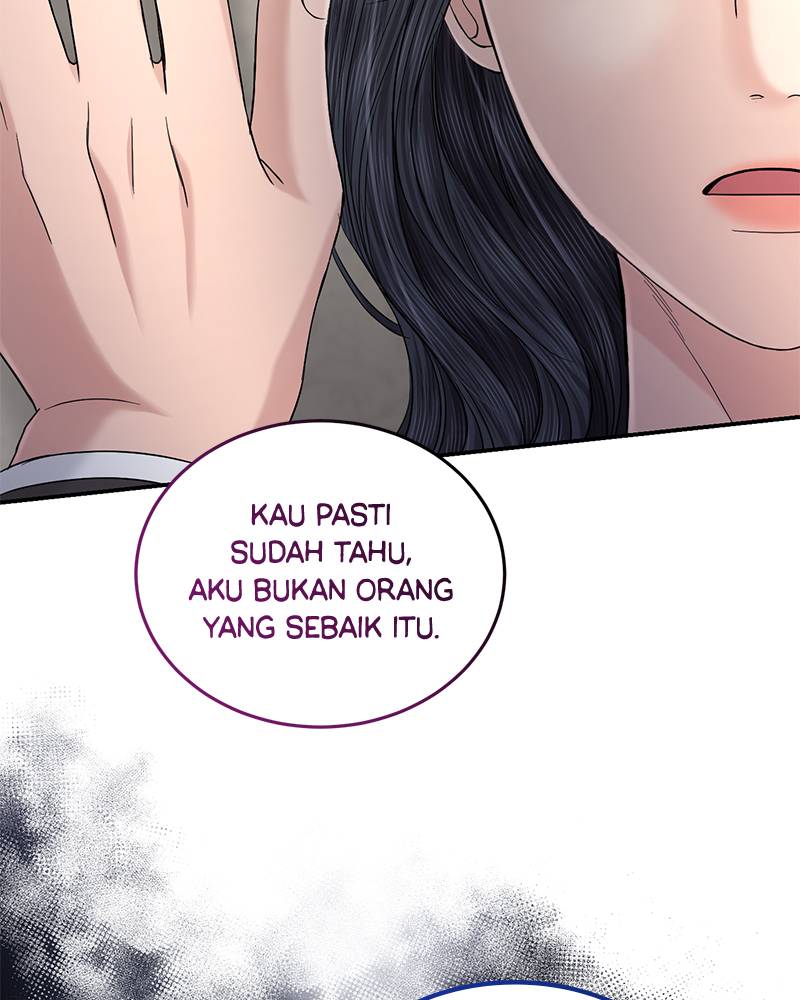 KAU PASTI
SUDAH TAHU,
AKU BUKAN ORANG
YANG SEBAIK ITU.